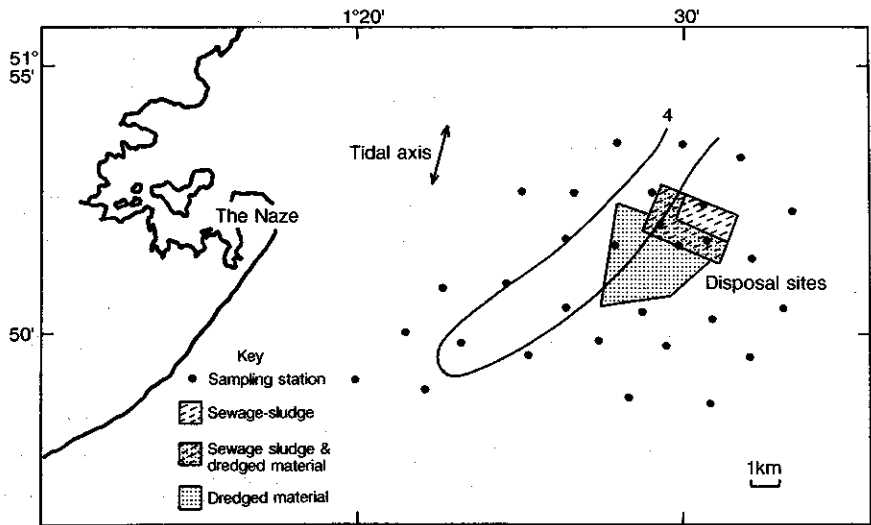 1°20'
30'
51°
55'
4
Tidal axis
The Naze
Disposal sites
50'
Key
Sampling station
Sewage-sludge
Sewage sludge &
dredged material
Dredged material
1km